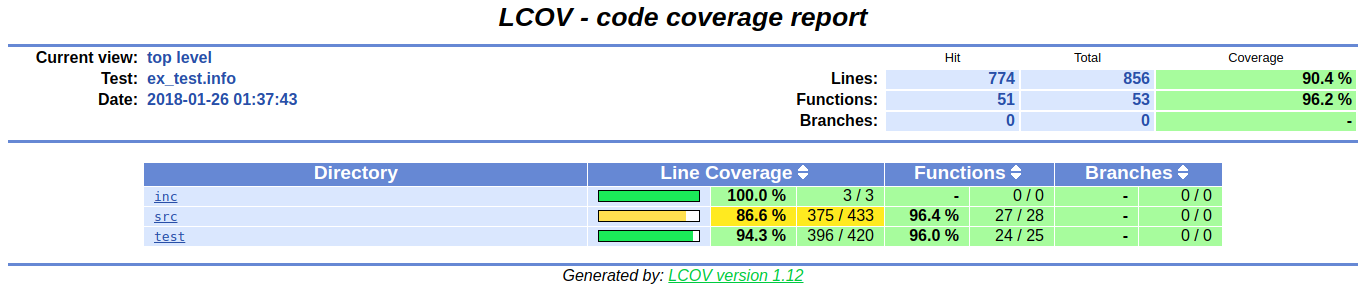 LCOV - code coverage report
Current view: top level Hit Total Coverage
Test: ex_test.info Lines: 774 856 90.4 %
Date: 2018-01-26 01:37:43 Functions: 51 53 96.2 %
Branches: 0 0 -
Directory Line Coverage Functions Branches
inc 100.0 % 3 / 3 - 0 / 0 - 0 / 0
src 86.6 % 375 / 433 96.4 % 27 / 28 - 0 / 0
test 94.3 % 396 / 420 96.0 % 24 / 25 - 0 / 0
Generated by: LCOV version 1.12